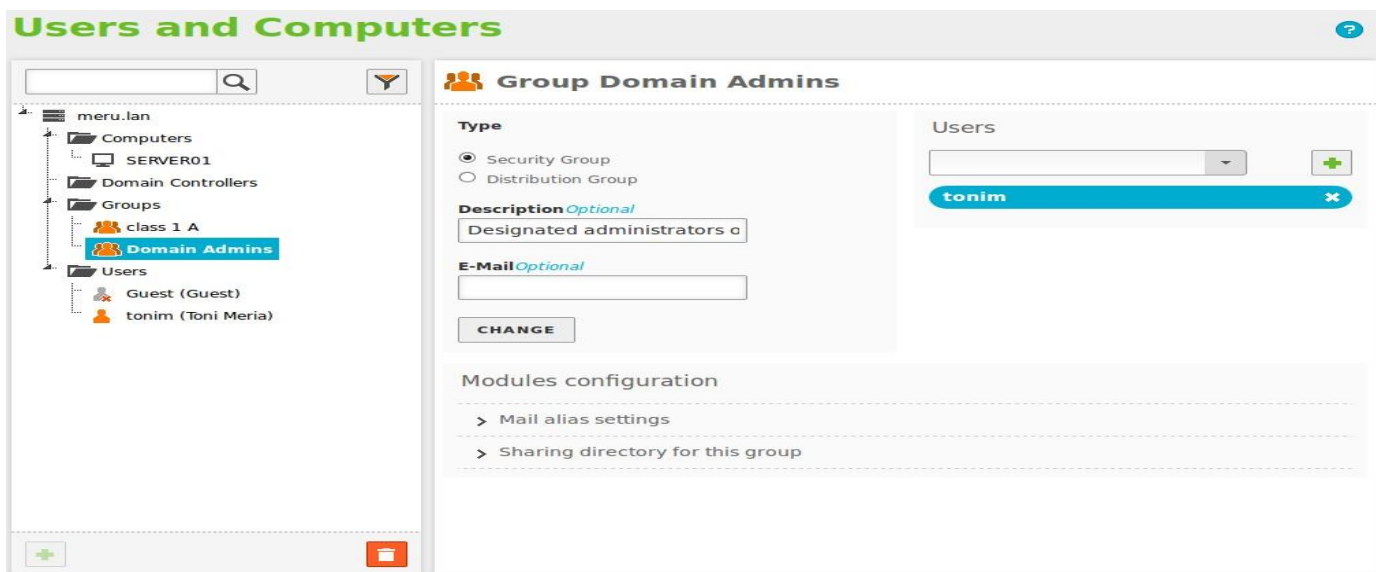 Users and Computers
?
meru.lan
Computers
SERVER01
Domain Controllers
Groups
class 1 A
Domain Admins
Users
Guest (Guest)
tonim (Toni Meria)
Group Domain Admins
Type
Security Group
Distribution Group
Description Optional
Designated administrators o
E-Mail Optional
CHANGE
Users
tonim
Modules configuration
Mail alias settings
Sharing directory for this group